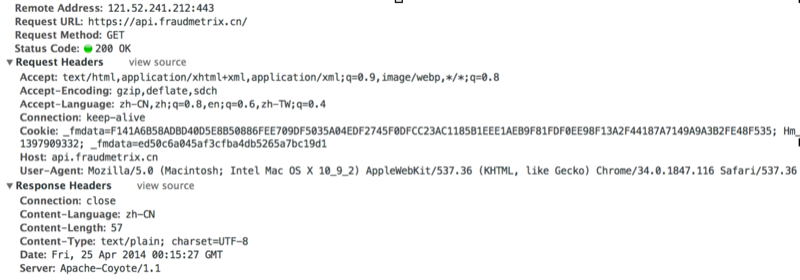 Remote Address: 121.52.241.212:443
Request URL: https://api.fraudmetrix.cn/
Request Method: GET
Status Code: 200 OK
Request Headers view source
Accept: text/html,application/xhtml+xml,application/xml;q=0.9,image/webp,*/*;q=0.8
Accept-Encoding: gzip,deflate,sdch
Accept-Language: zh-CN,zh;q=0.8,en;q=0.6,zh-TW;q=0.4
Connection: keep-alive
Cookie: _fmdata=F141A6B58ADBD40D5E8B50886FEE709DF5035A04EDF2745F0DFCC23AC1185B1EEE1AEB9F81FDF0EE98F13A2F44187A7149A9A3B2FE48F535; Hm_
1397909332; _fmdata=ed50c6a045af3cfba4db5265a7bc19d1
Host: api.fraudmetrix.cn
User-Agent: Mozilla/5.0 (Macintosh; Intel Mac OS X 10_9_2) AppleWebKit/537.36 (KHTML, like Gecko) Chrome/34.0.1847.116 Safari/537.36
Response Headers view source
Connection: close
Content-Language: zh-CN
Content-Length: 57
Content-Type: text/plain; charset=UTF-8
Date: Fri, 25 Apr 2014 00:15:27 GMT
Server: Apache-Coyote/1.1